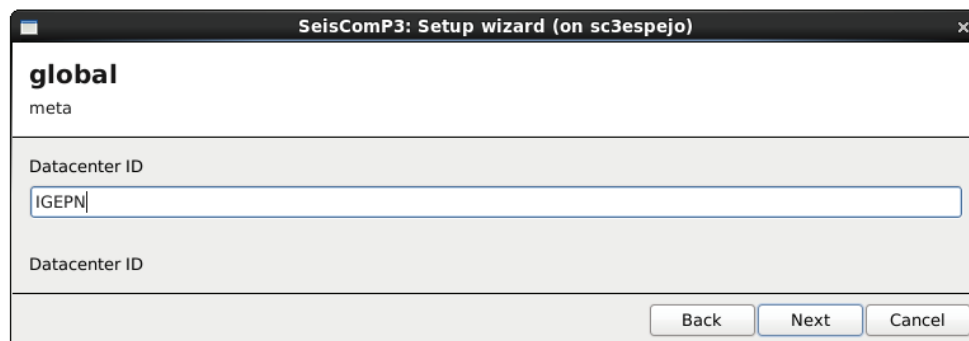 SeisComP3: Setup wizard (on sc3espejo)
global
meta
Datacenter ID
IGEPN
Datacenter ID
Back Next Cancel